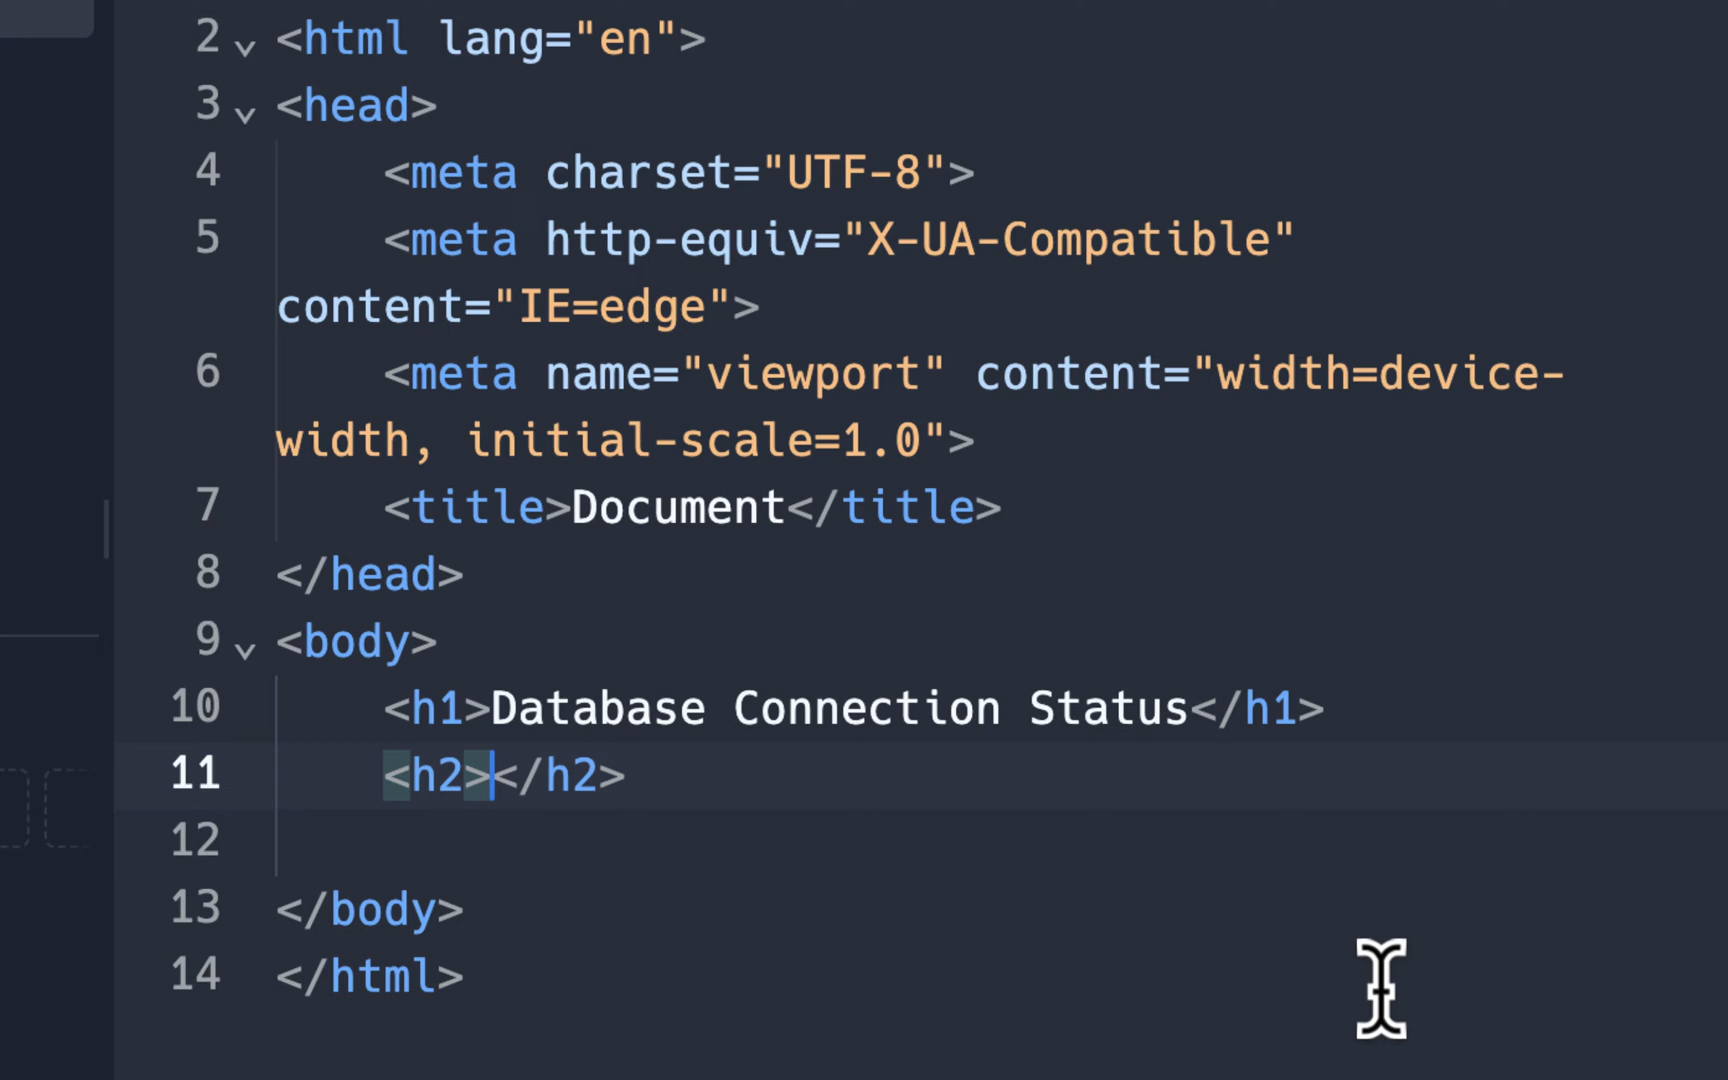 2 <html lang="en">
3 <head>
4 <meta charset="UTF-8">
5 <meta http-equiv="X-UA-Compatible"
content="IE=edge">
6 <meta name="viewport" content="width=device-
width, initial-scale=1.0">
7 <title>Document</title>
8 </head>
9 <body>
10 <h1>Database Connection Status</h1>
11 <h2></h2>
12
13 </body>
14 </html>